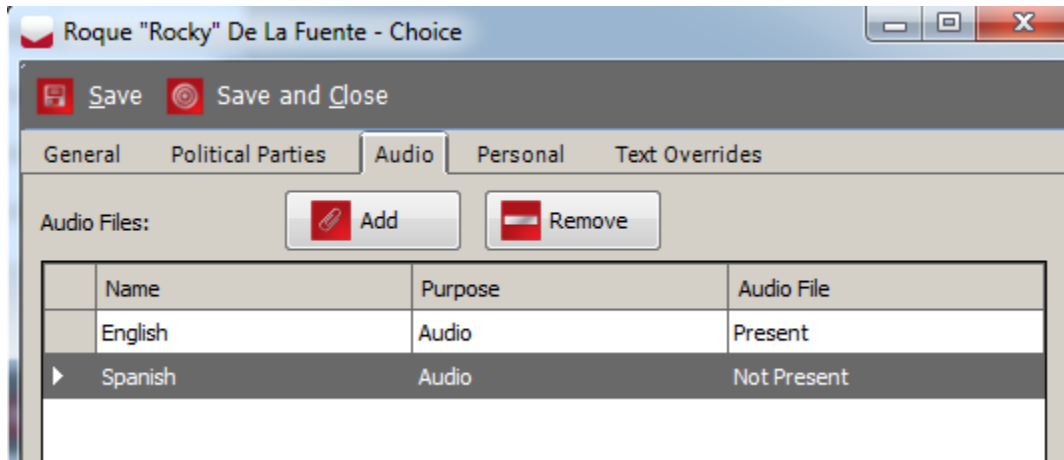 Roque "Rocky" De La Fuente - Choice
Save Save and Close
General Political Parties Audio Personal Text Overrides
Audio Files: Add Remove
Name Purpose Audio File
English Audio Present
Spanish Audio Not Present